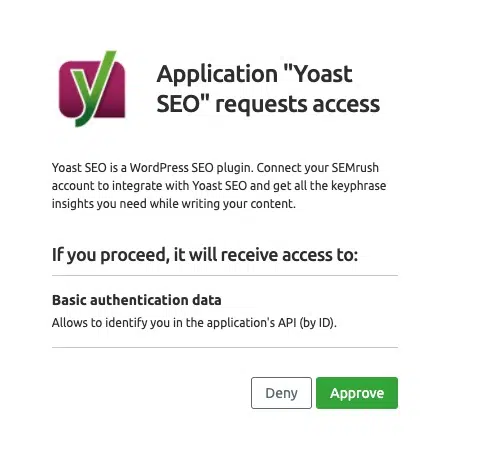 Application "Yoast
SEO" requests access
Yoast SEO is a WordPress SEO plugin. Connect your SEMrush
account to integrate with Yoast SEO and get all the keyphrase
insights you need while writing your content.
If you proceed, it will receive access to:
Basic authentication data
Allows to identify you in the application's API (by ID).
Deny Approve